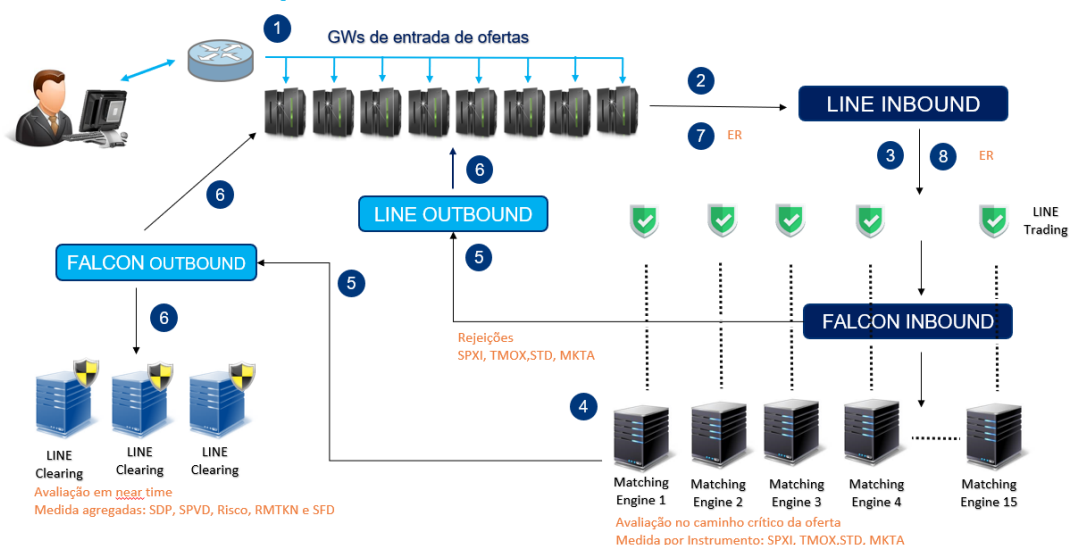 1
GWs de entrada de ofertas
2
LINE INBOUND
7
ER
3
8
ER
6
6
LINE OUTBOUND
LINE
Trading
FALCON OUTBOUND
5
5
6
FALCON INBOUND
Rejeições
SPXI, TMOX,STD, MKTA
4
LINE
Clearing
LINE
Clearing
LINE
Clearing
Matching
Engine 1
Matching
Engine 2
Matching
Engine 3
Matching
Engine 4
Matching
Engine 15
Avaliação em near time
Medida agregadas: SDP, SPVD, Risco, RMTKN e SFD
Avaliação no caminho crítico da oferta
Medida por Instrumento: SPXI, TMOX,STD, MKTA